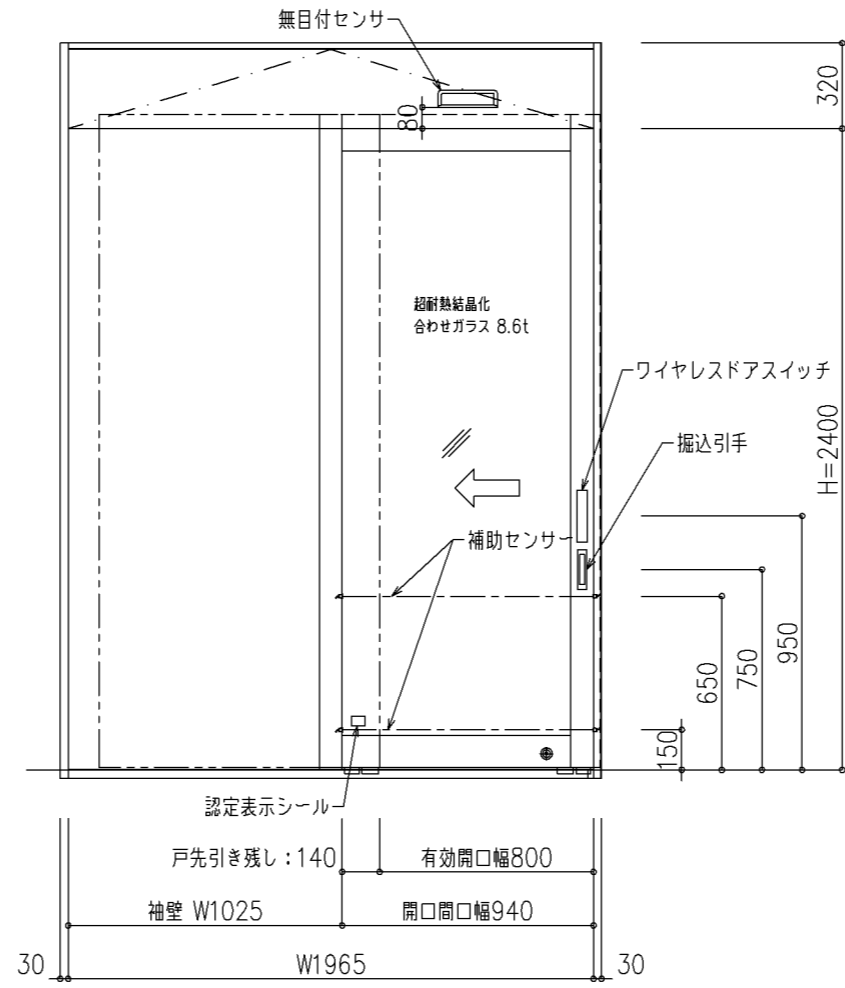 無目付センサー
80
320
超耐熱結晶化
合わせガラス 8.6t
ワイヤレスドアスイッチ
掘込引手
H=2400
補助センサー
650
750
950
150
認定表示シール
戸先引き残し：140
有効開口幅800
袖壁 W1025
開口間口幅940
30
W1965
30